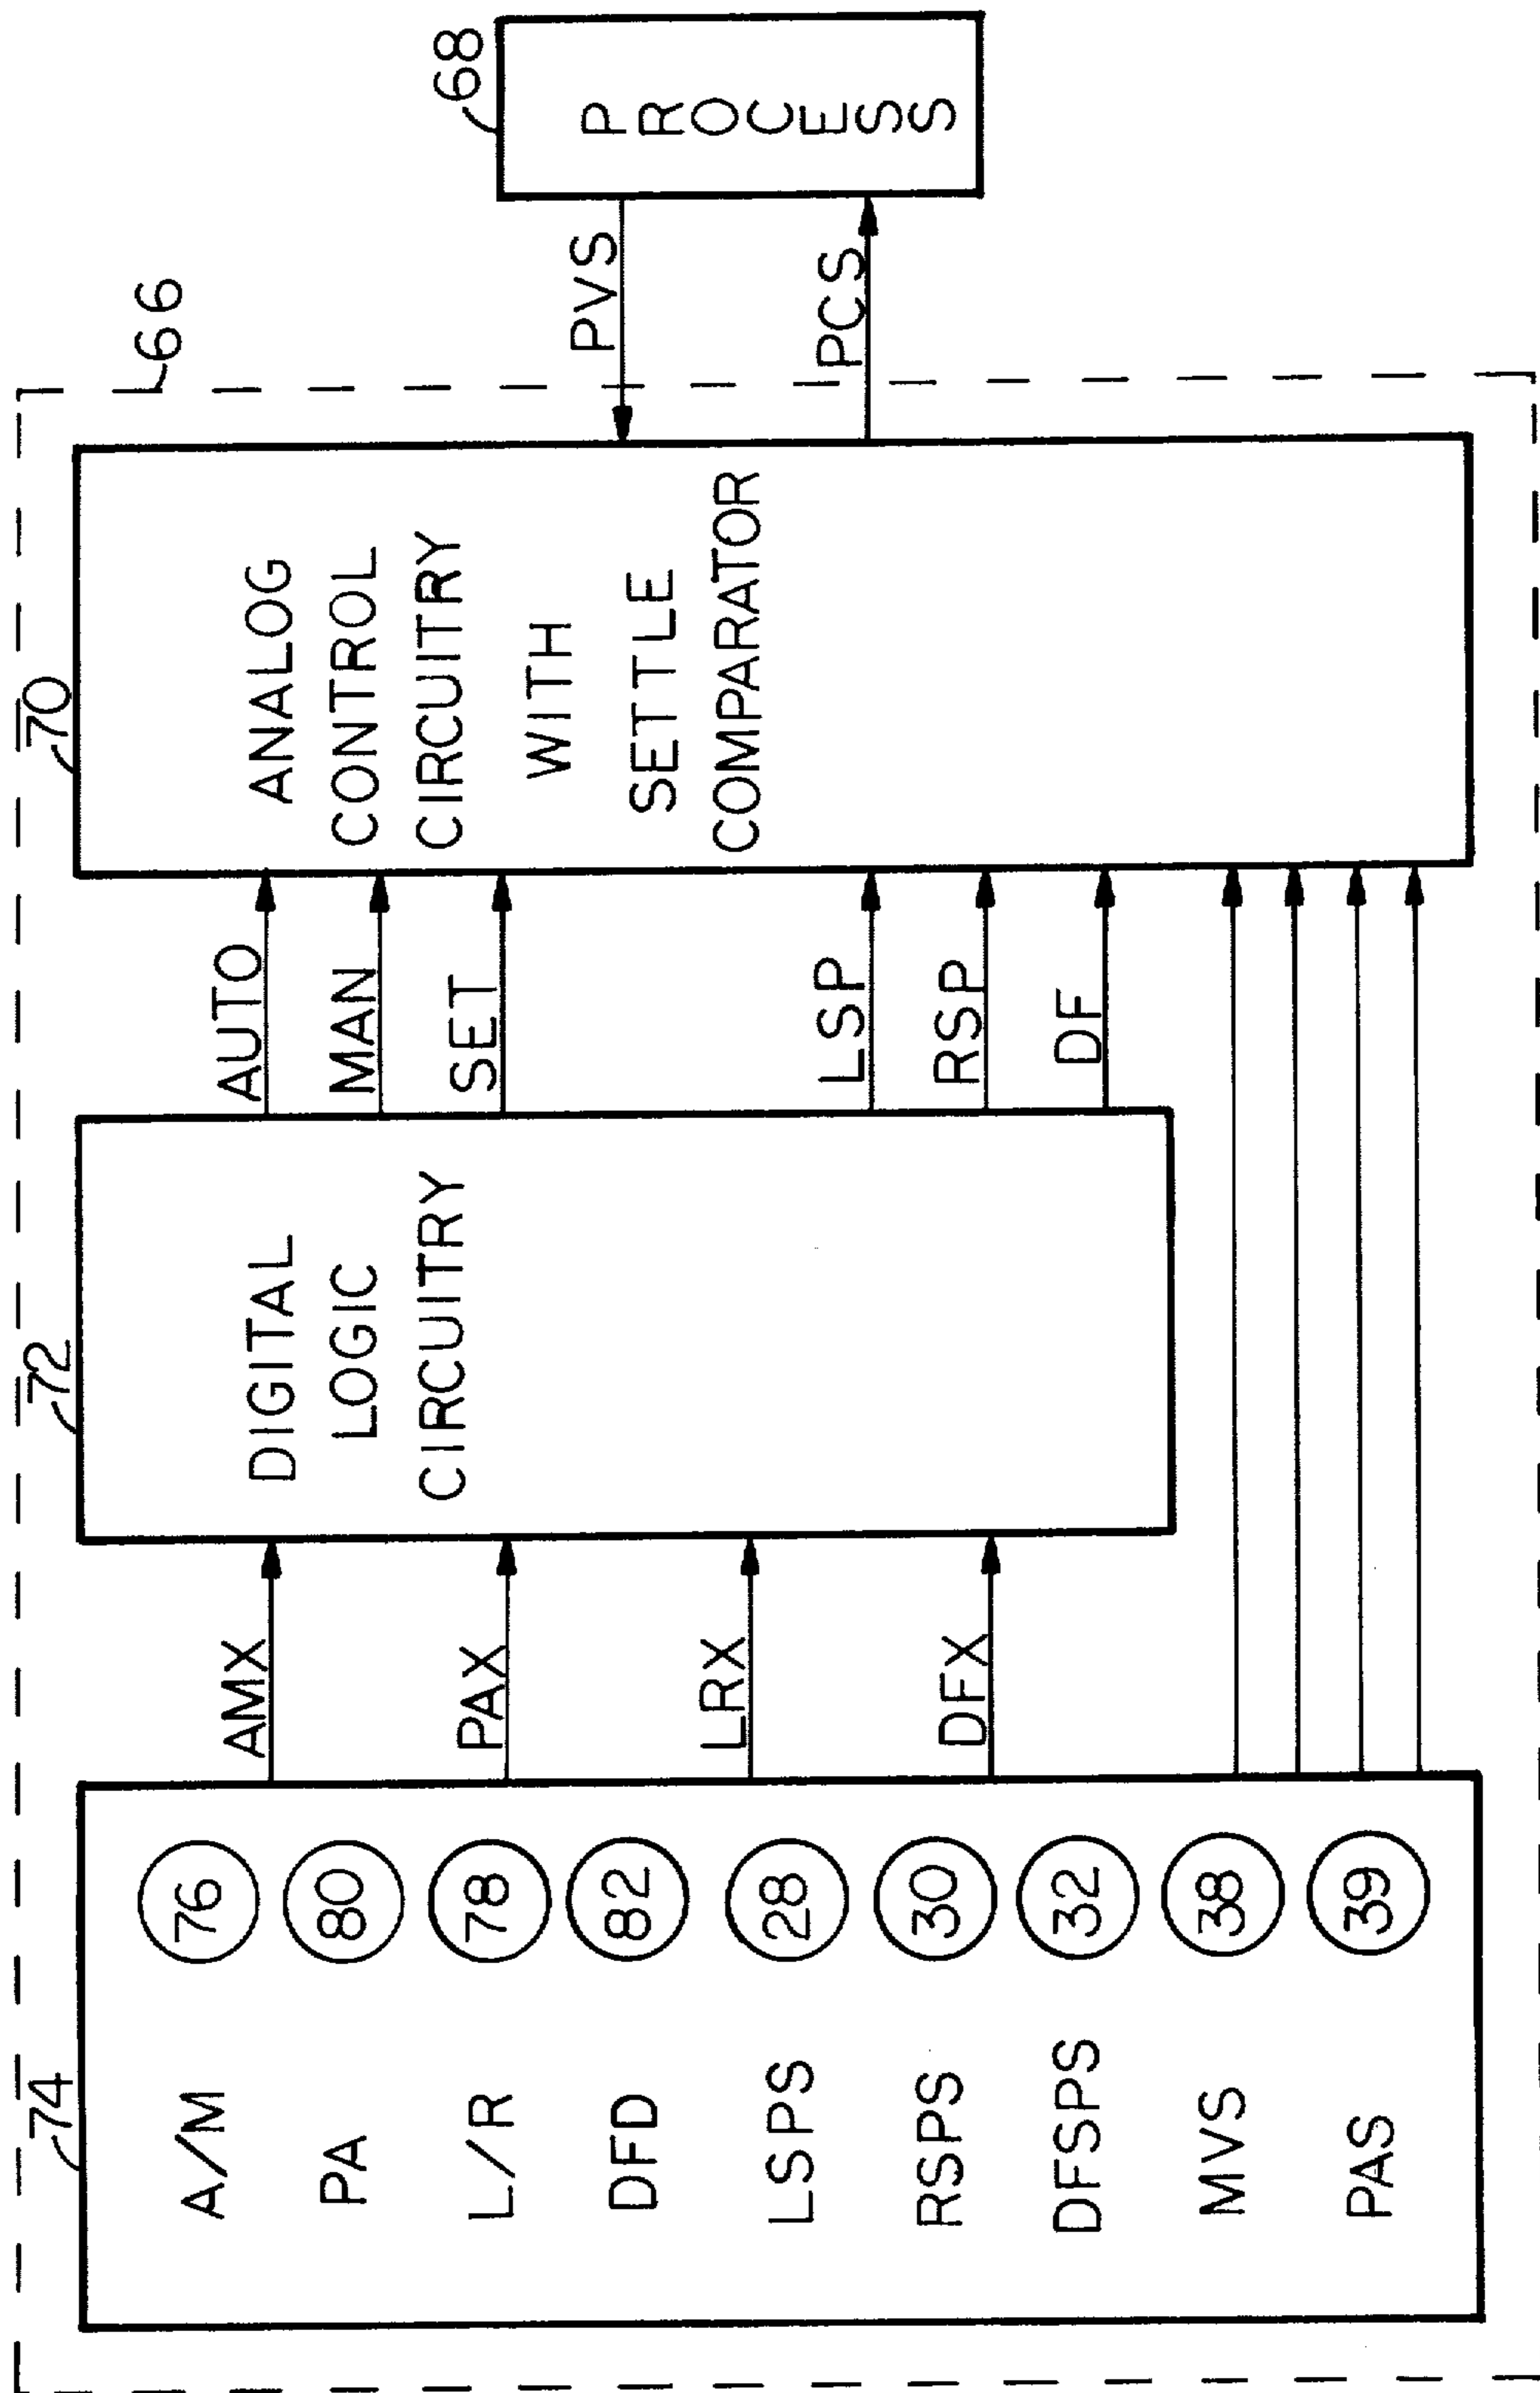 66
74
A/M 76
PA 80
L/R 78
DFD 82
LSPS 28
RSPS 30
DFSPS 32
MVS 38
PAS 39
AMX
PAX
LRX
DFX
72
DIGITAL
LOGIC
CIRCUITRY
AUTO
MAN
SET
LSP
RSP
DF
70
ANALOG
CONTROL
CIRCUITRY
WITH
SETTLE
COMPARATOR
PVS
PCS
68
PROCESS